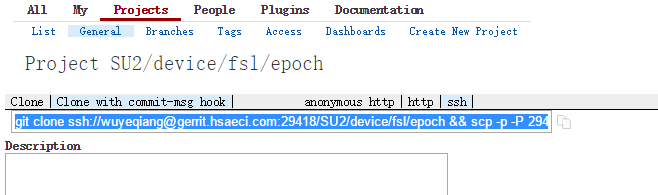 All My Projects People Plugins Documentation
List General Branches Tags Access Dashboards Create New Project
Project SU2/device/fsl/epoch
Clone Clone with commit-msg hook anonymous http http ssh
git clone ssh://wuyeqiang@gerrit.hsaeci.com:29418/SU2/device/fsl/epoch && scp -p -P 294
Description